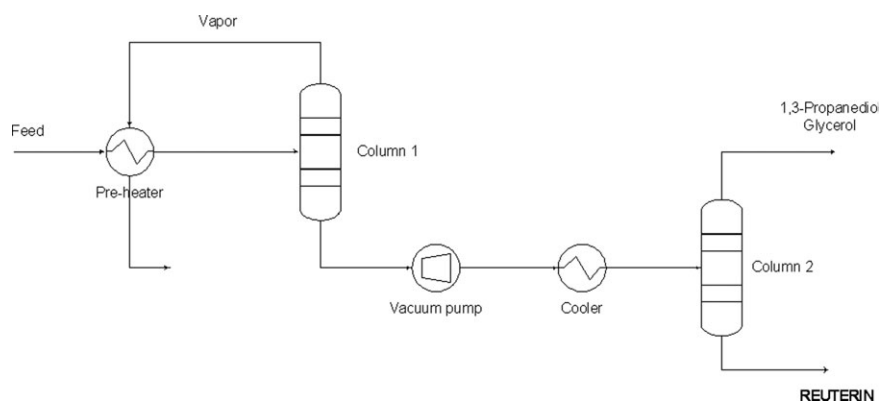 Vapor
Feed
Pre-heater
Column 1
Vacuum pump
Cooler
1,3-Propanediol
Glycerol
Column 2
REUTERIN